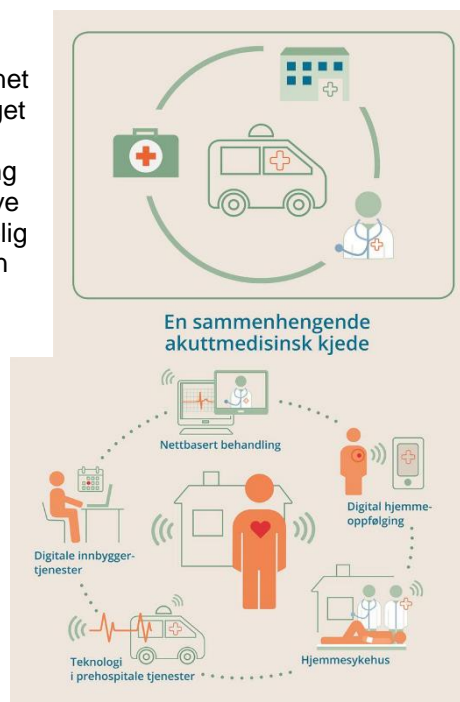 En sammenhengende
akuttmedisinsk kjede
Nettbasert behandling
Digital hjemme-
oppfølging
Digitale innbygger-
tjenester
Hjemmesykehus
Teknologi
i prehospitale tjenester